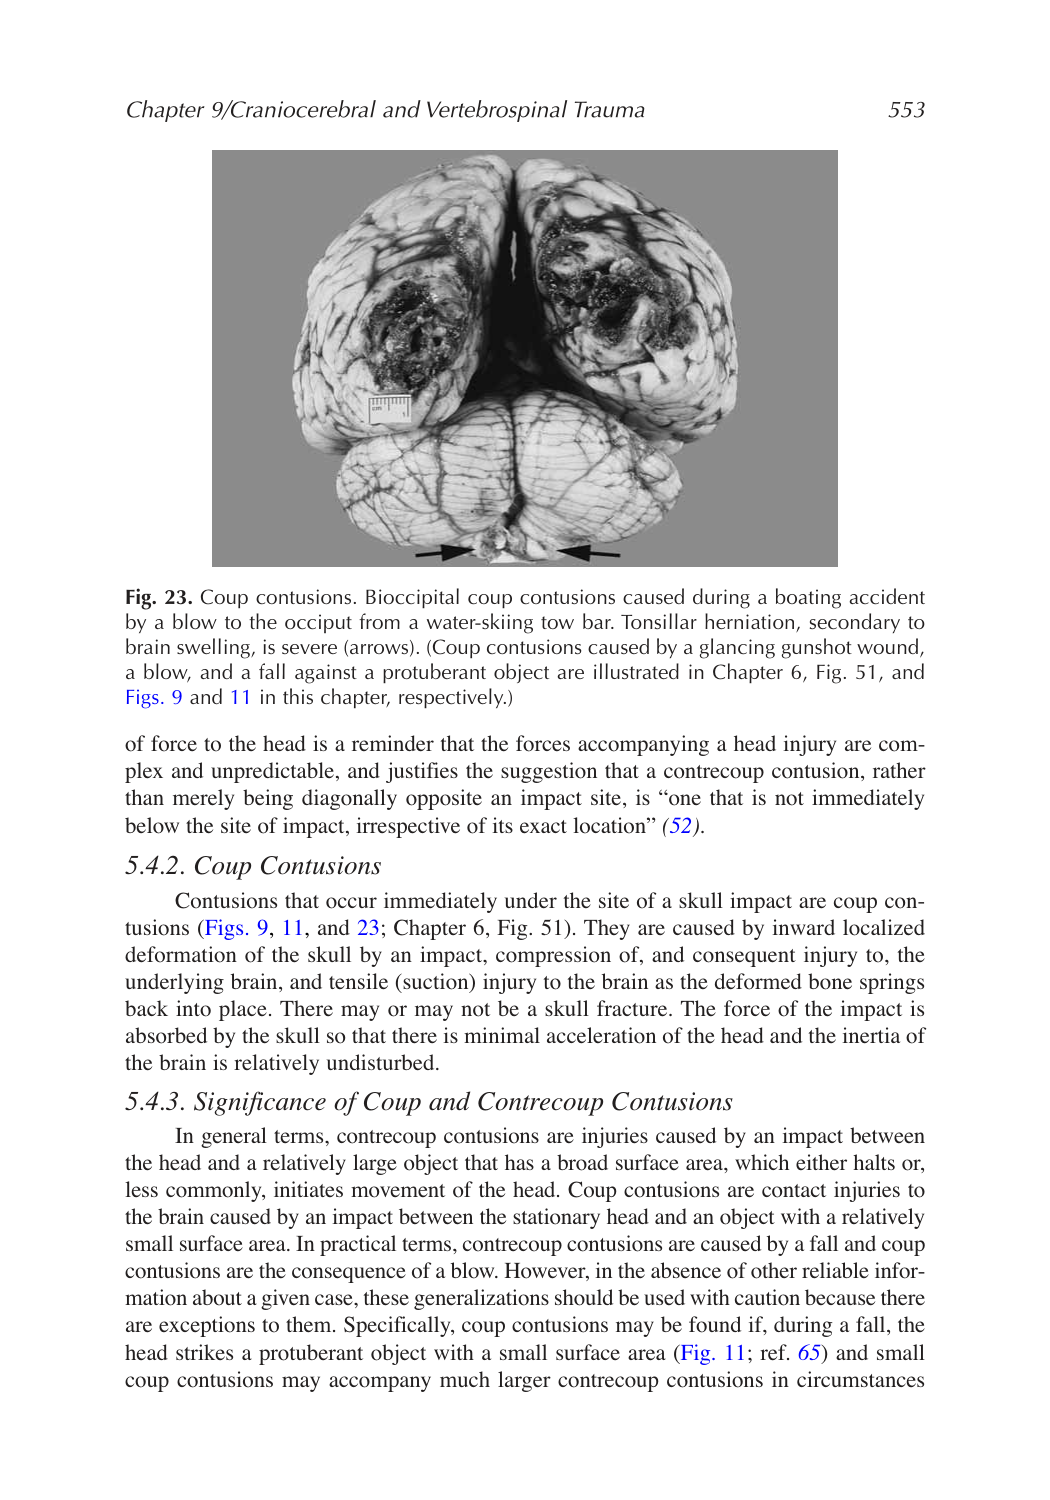 Chapter 9/Craniocerebral and Vertebrospinal Trauma 553
cm 1
Fig. 23. Coup contusions. Bioccipital coup contusions caused during a boating accident
by a blow to the occiput from a water-skiing tow bar. Tonsillar herniation, secondary to
brain swelling, is severe (arrows). (Coup contusions caused by a glancing gunshot wound,
a blow, and a fall against a protuberant object are illustrated in Chapter 6, Fig. 51, and
Figs. 9 and 11 in this chapter, respectively.)
of force to the head is a reminder that the forces accompanying a head injury are com-
plex and unpredictable, and justifies the suggestion that a contrecoup contusion, rather
than merely being diagonally opposite an impact site, is “one that is not immediately
below the site of impact, irrespective of its exact location” (52).
5.4.2. Coup Contusions
Contusions that occur immediately under the site of a skull impact are coup con-
tusions (Figs. 9, 11, and 23; Chapter 6, Fig. 51). They are caused by inward localized
deformation of the skull by an impact, compression of, and consequent injury to, the
underlying brain, and tensile (suction) injury to the brain as the deformed bone springs
back into place. There may or may not be a skull fracture. The force of the impact is
absorbed by the skull so that there is minimal acceleration of the head and the inertia of
the brain is relatively undisturbed.
5.4.3. Significance of Coup and Contrecoup Contusions
In general terms, contrecoup contusions are injuries caused by an impact between
the head and a relatively large object that has a broad surface area, which either halts or,
less commonly, initiates movement of the head. Coup contusions are contact injuries to
the brain caused by an impact between the stationary head and an object with a relatively
small surface area. In practical terms, contrecoup contusions are caused by a fall and coup
contusions are the consequence of a blow. However, in the absence of other reliable infor-
mation about a given case, these generalizations should be used with caution because there
are exceptions to them. Specifically, coup contusions may be found if, during a fall, the
head strikes a protuberant object with a small surface area (Fig. 11; ref. 65) and small
coup contusions may accompany much larger contrecoup contusions in circumstances